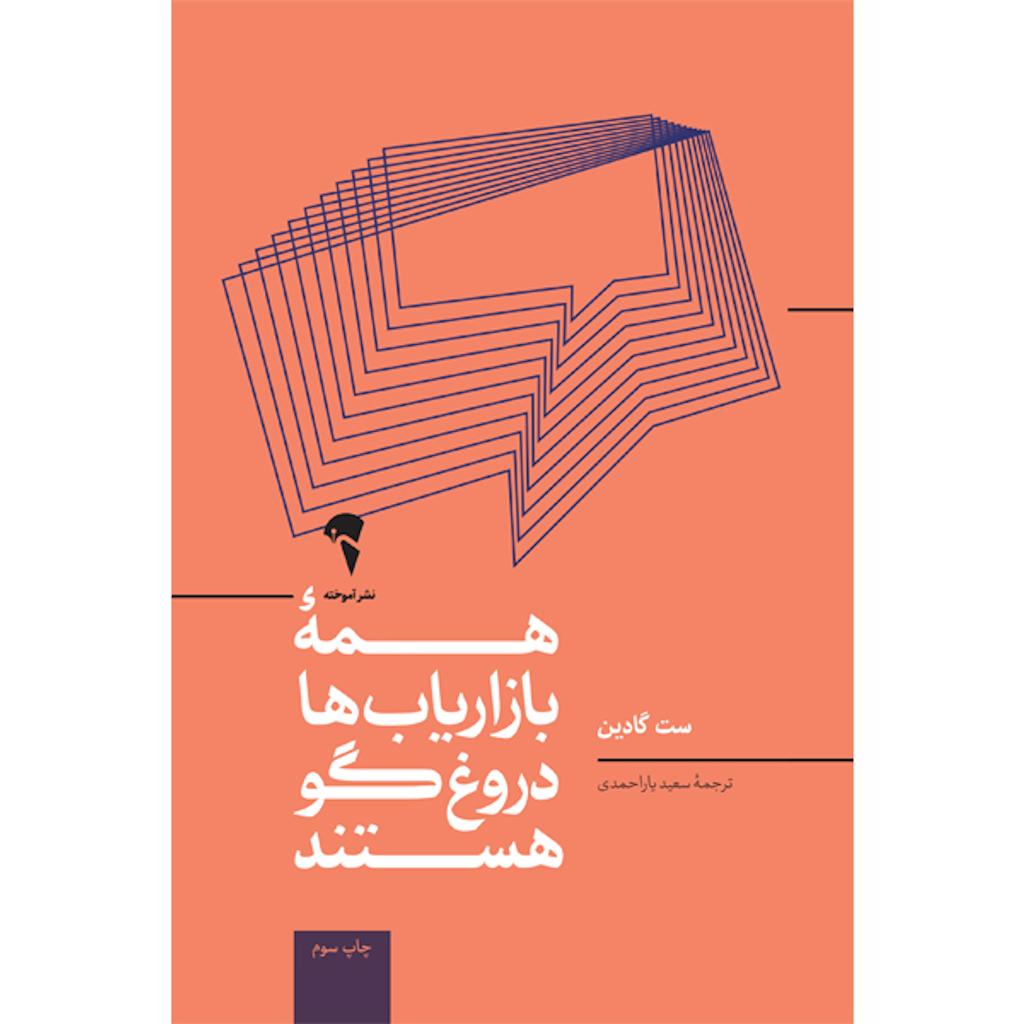 نشر آموخته
همهٔ
بازاریاب‌ها
دروغ‌گو
هستند
ست گادین
ترجمهٔ سعید یاراحمدی
چاپ سوم